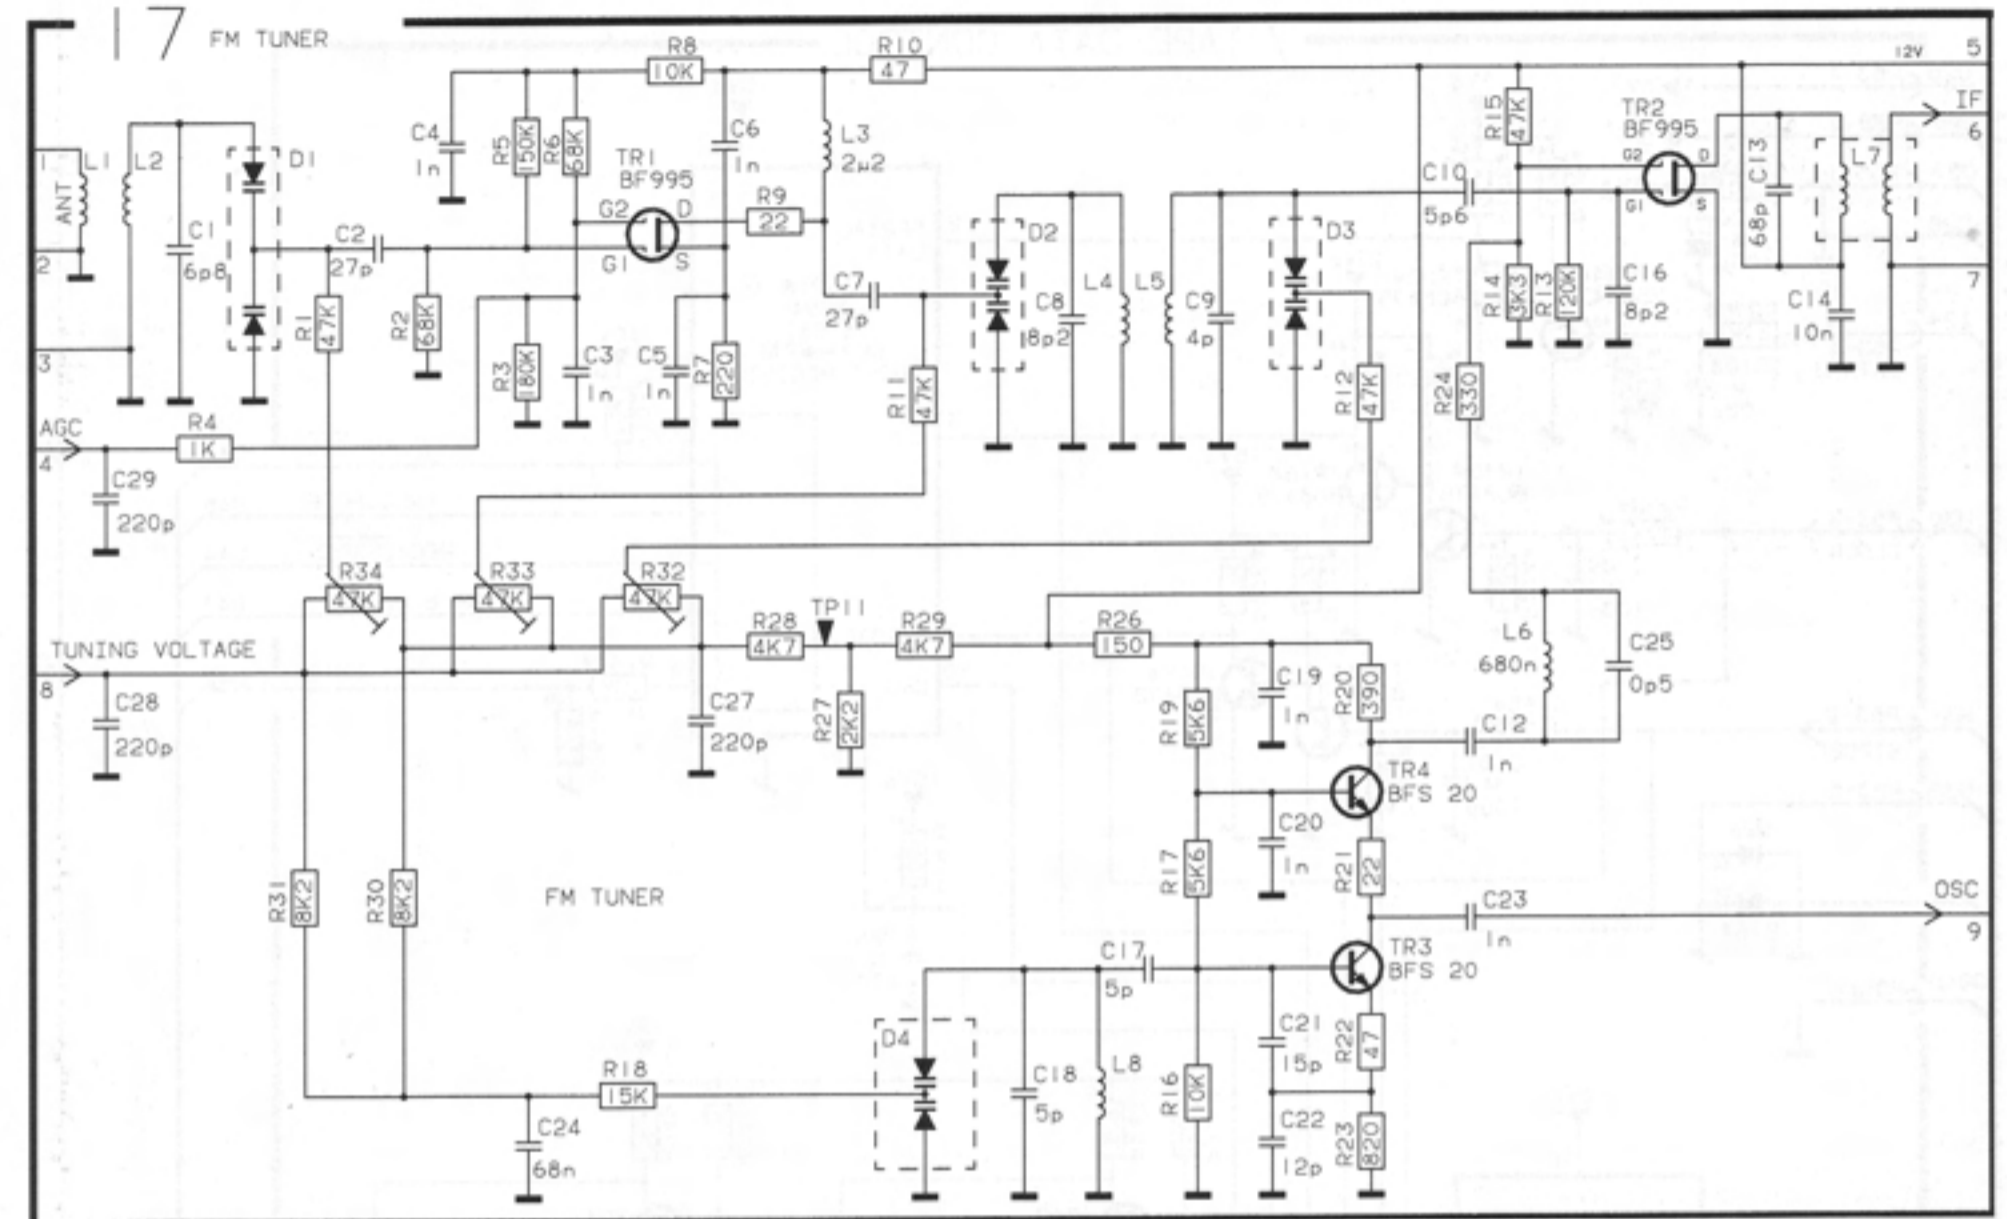 17
FM TUNER
R8
10K
R10
47
12V
5
IF
6
1
ANT
L1
L2
2
3
C1
6p8
D1
C2
27p
R1
47K
R2
68K
C4
1n
R5
150K
R6
68K
TR1
BF995
G2
D
G1
S
C6
1n
L3
2µ2
R9
22
C7
27p
R3
180K
C3
1n
C5
1n
R7
220
R11
47K
D2
C8
8p2
L4
L5
C9
4p
D3
R12
47K
C10
5p6
R15
47K
TR2
BF995
G2
D
G1
S
C13
68p
L7
7
R14
3K3
R13
120K
C16
8p2
C14
10n
R24
330
AGC
4
R4
1K
C29
220p
R34
47K
R33
47K
R32
47K
TUNING VOLTAGE
8
C28
220p
R28
4K7
TP11
R29
4K7
R26
150
C27
220p
R27
2K2
R19
5K6
C19
1n
R20
390
L6
680n
C25
0p5
C12
1n
TR4
BFS 20
R31
8K2
R30
8K2
FM TUNER
R17
5K6
C20
1n
R21
22
C23
1n
OSC
9
TR3
BFS 20
C17
5p
D4
R18
15K
C24
68n
C18
5p
L8
R16
10K
C21
15p
R22
47
C22
12p
R23
820